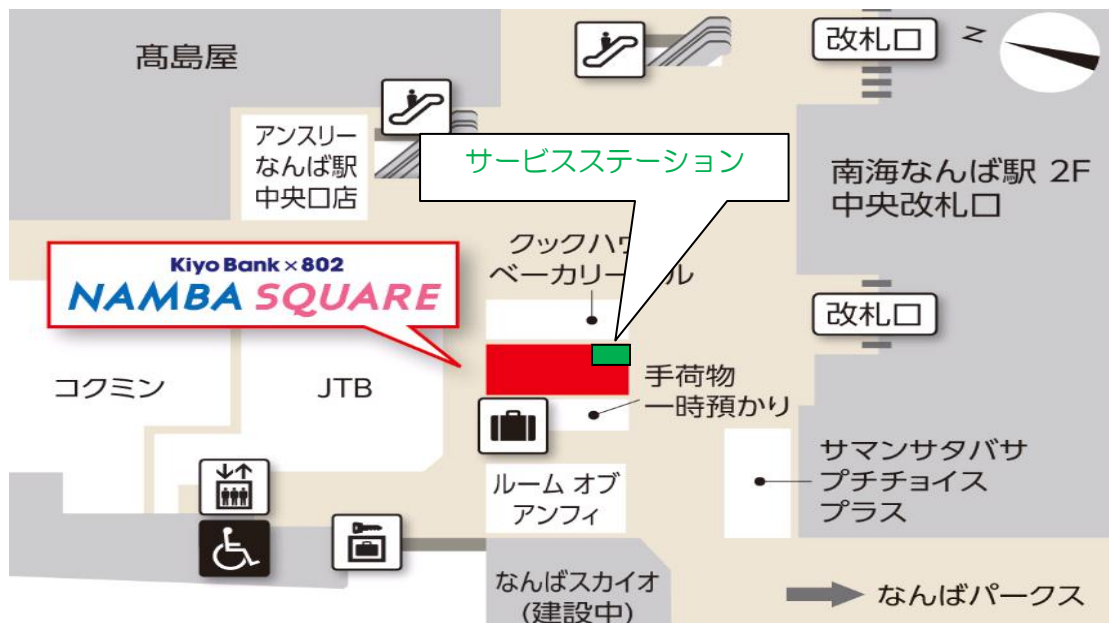 髙島屋
改札口
N
アンスリー
なんば駅
中央口店
サービスステーション
南海なんば駅 2F
中央改札口
クックハウ
ベーカリー ル
Kiyo Bank×802
NAMBA SQUARE
改札口
コクミン
JTB
手荷物
一時預かり
ルーム オブ
アンフィ
サマンサタバサ
プチチョイス
プラス
なんばスカイオ
(建設中)
なんばパークス